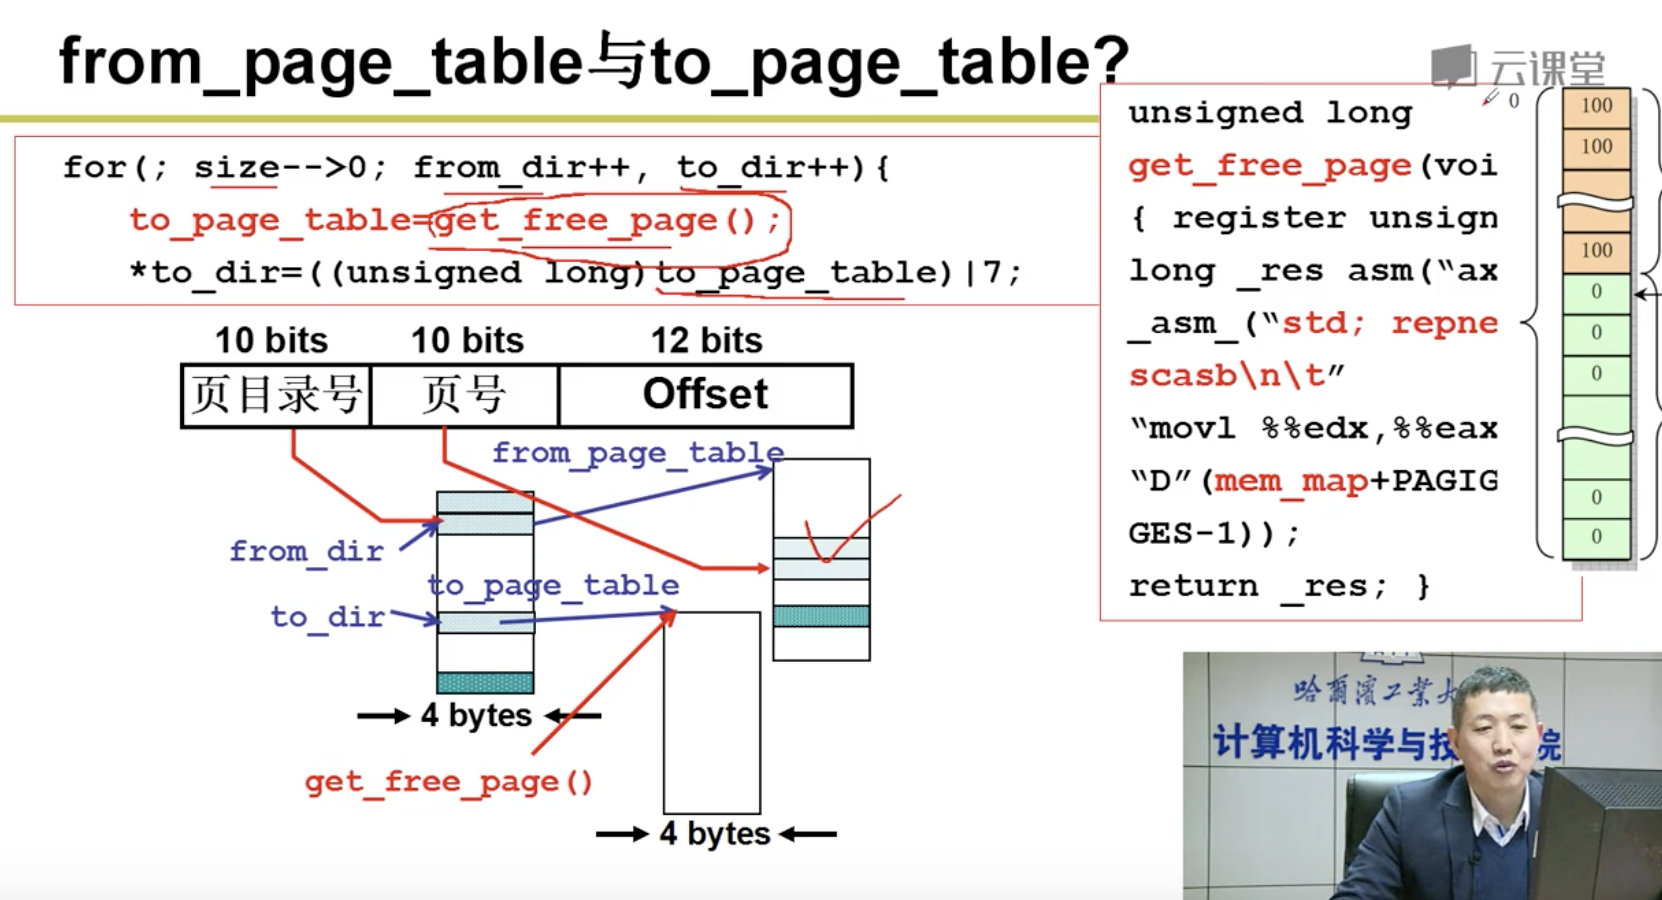 from_page_table与to_page_table?
云课堂
for(; size-->0; from_dir++, to_dir++){
to_page_table=get_free_page();
*to_dir=((unsigned long)to_page_table)|7;
unsigned long
get_free_page(voi
{ register unsign
long _res asm(“ax
_asm_(“std; repne
scasb\n\t”
“movl %%edx,%%eax
“D”(mem_map+PAGIG
GES-1));
return _res; }
0
100
100
100
0
0
0
0
0
10 bits
10 bits
12 bits
页目录号
页号
Offset
from_page_table
from_dir
to_page_table
to_dir
4 bytes
get_free_page()
4 bytes
哈爾濱工業大
计算机科学与技
院